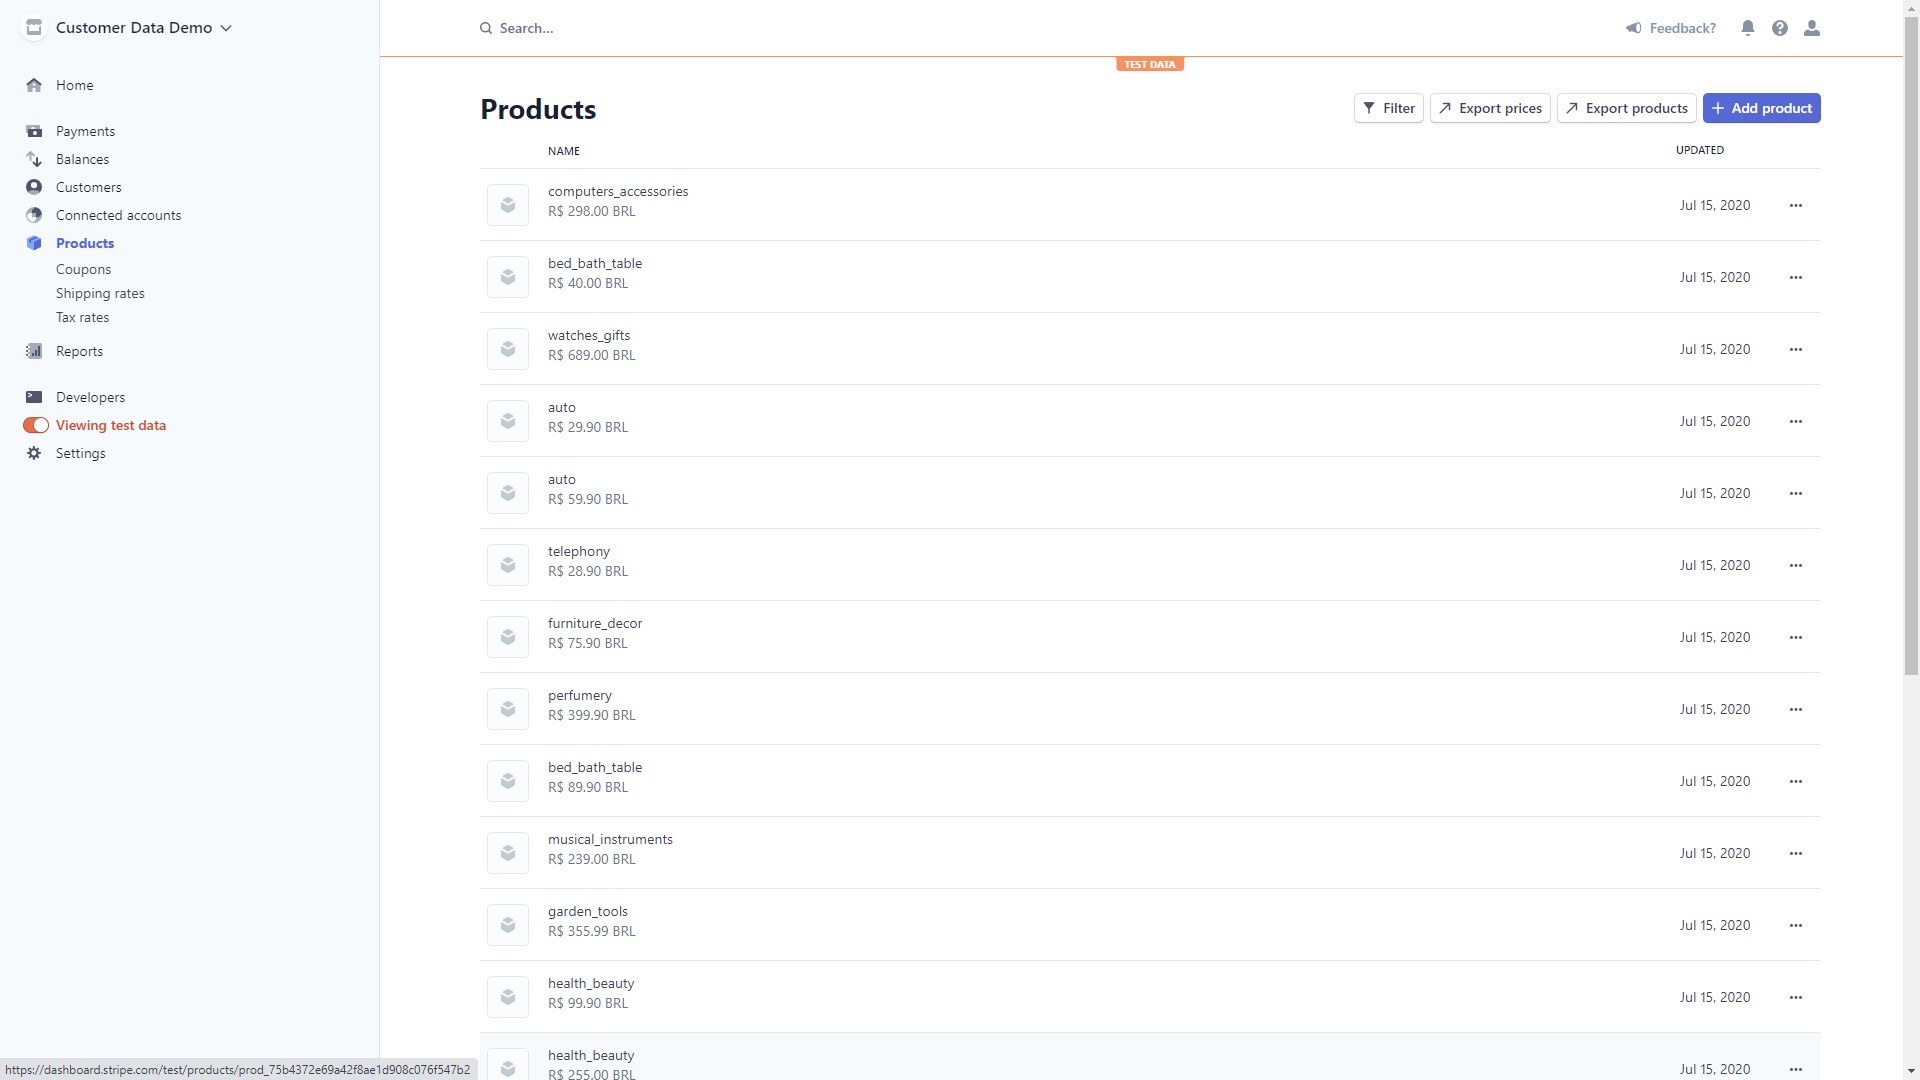 Customer Data Demo
Search...
Feedback?
TEST DATA
Home
Payments
Balances
Customers
Connected accounts
Products
Coupons
Shipping rates
Tax rates
Reports
Developers
Viewing test data
Settings
Products
Filter
Export prices
Export products
Add product
NAME
UPDATED
computers_accessories
R$ 298.00 BRL
Jul 15, 2020
bed_bath_table
R$ 40.00 BRL
Jul 15, 2020
watches_gifts
R$ 689.00 BRL
Jul 15, 2020
auto
R$ 29.90 BRL
Jul 15, 2020
auto
R$ 59.90 BRL
Jul 15, 2020
telephony
R$ 28.90 BRL
Jul 15, 2020
furniture_decor
R$ 75.90 BRL
Jul 15, 2020
perfumery
R$ 399.90 BRL
Jul 15, 2020
bed_bath_table
R$ 89.90 BRL
Jul 15, 2020
musical_instruments
R$ 239.00 BRL
Jul 15, 2020
garden_tools
R$ 355.99 BRL
Jul 15, 2020
health_beauty
R$ 99.90 BRL
Jul 15, 2020
health_beauty
R$ 255.00 BRL
Jul 15, 2020
https://dashboard.stripe.com/test/products/prod_75b4372e69a42f8ae1d908c076f547b2